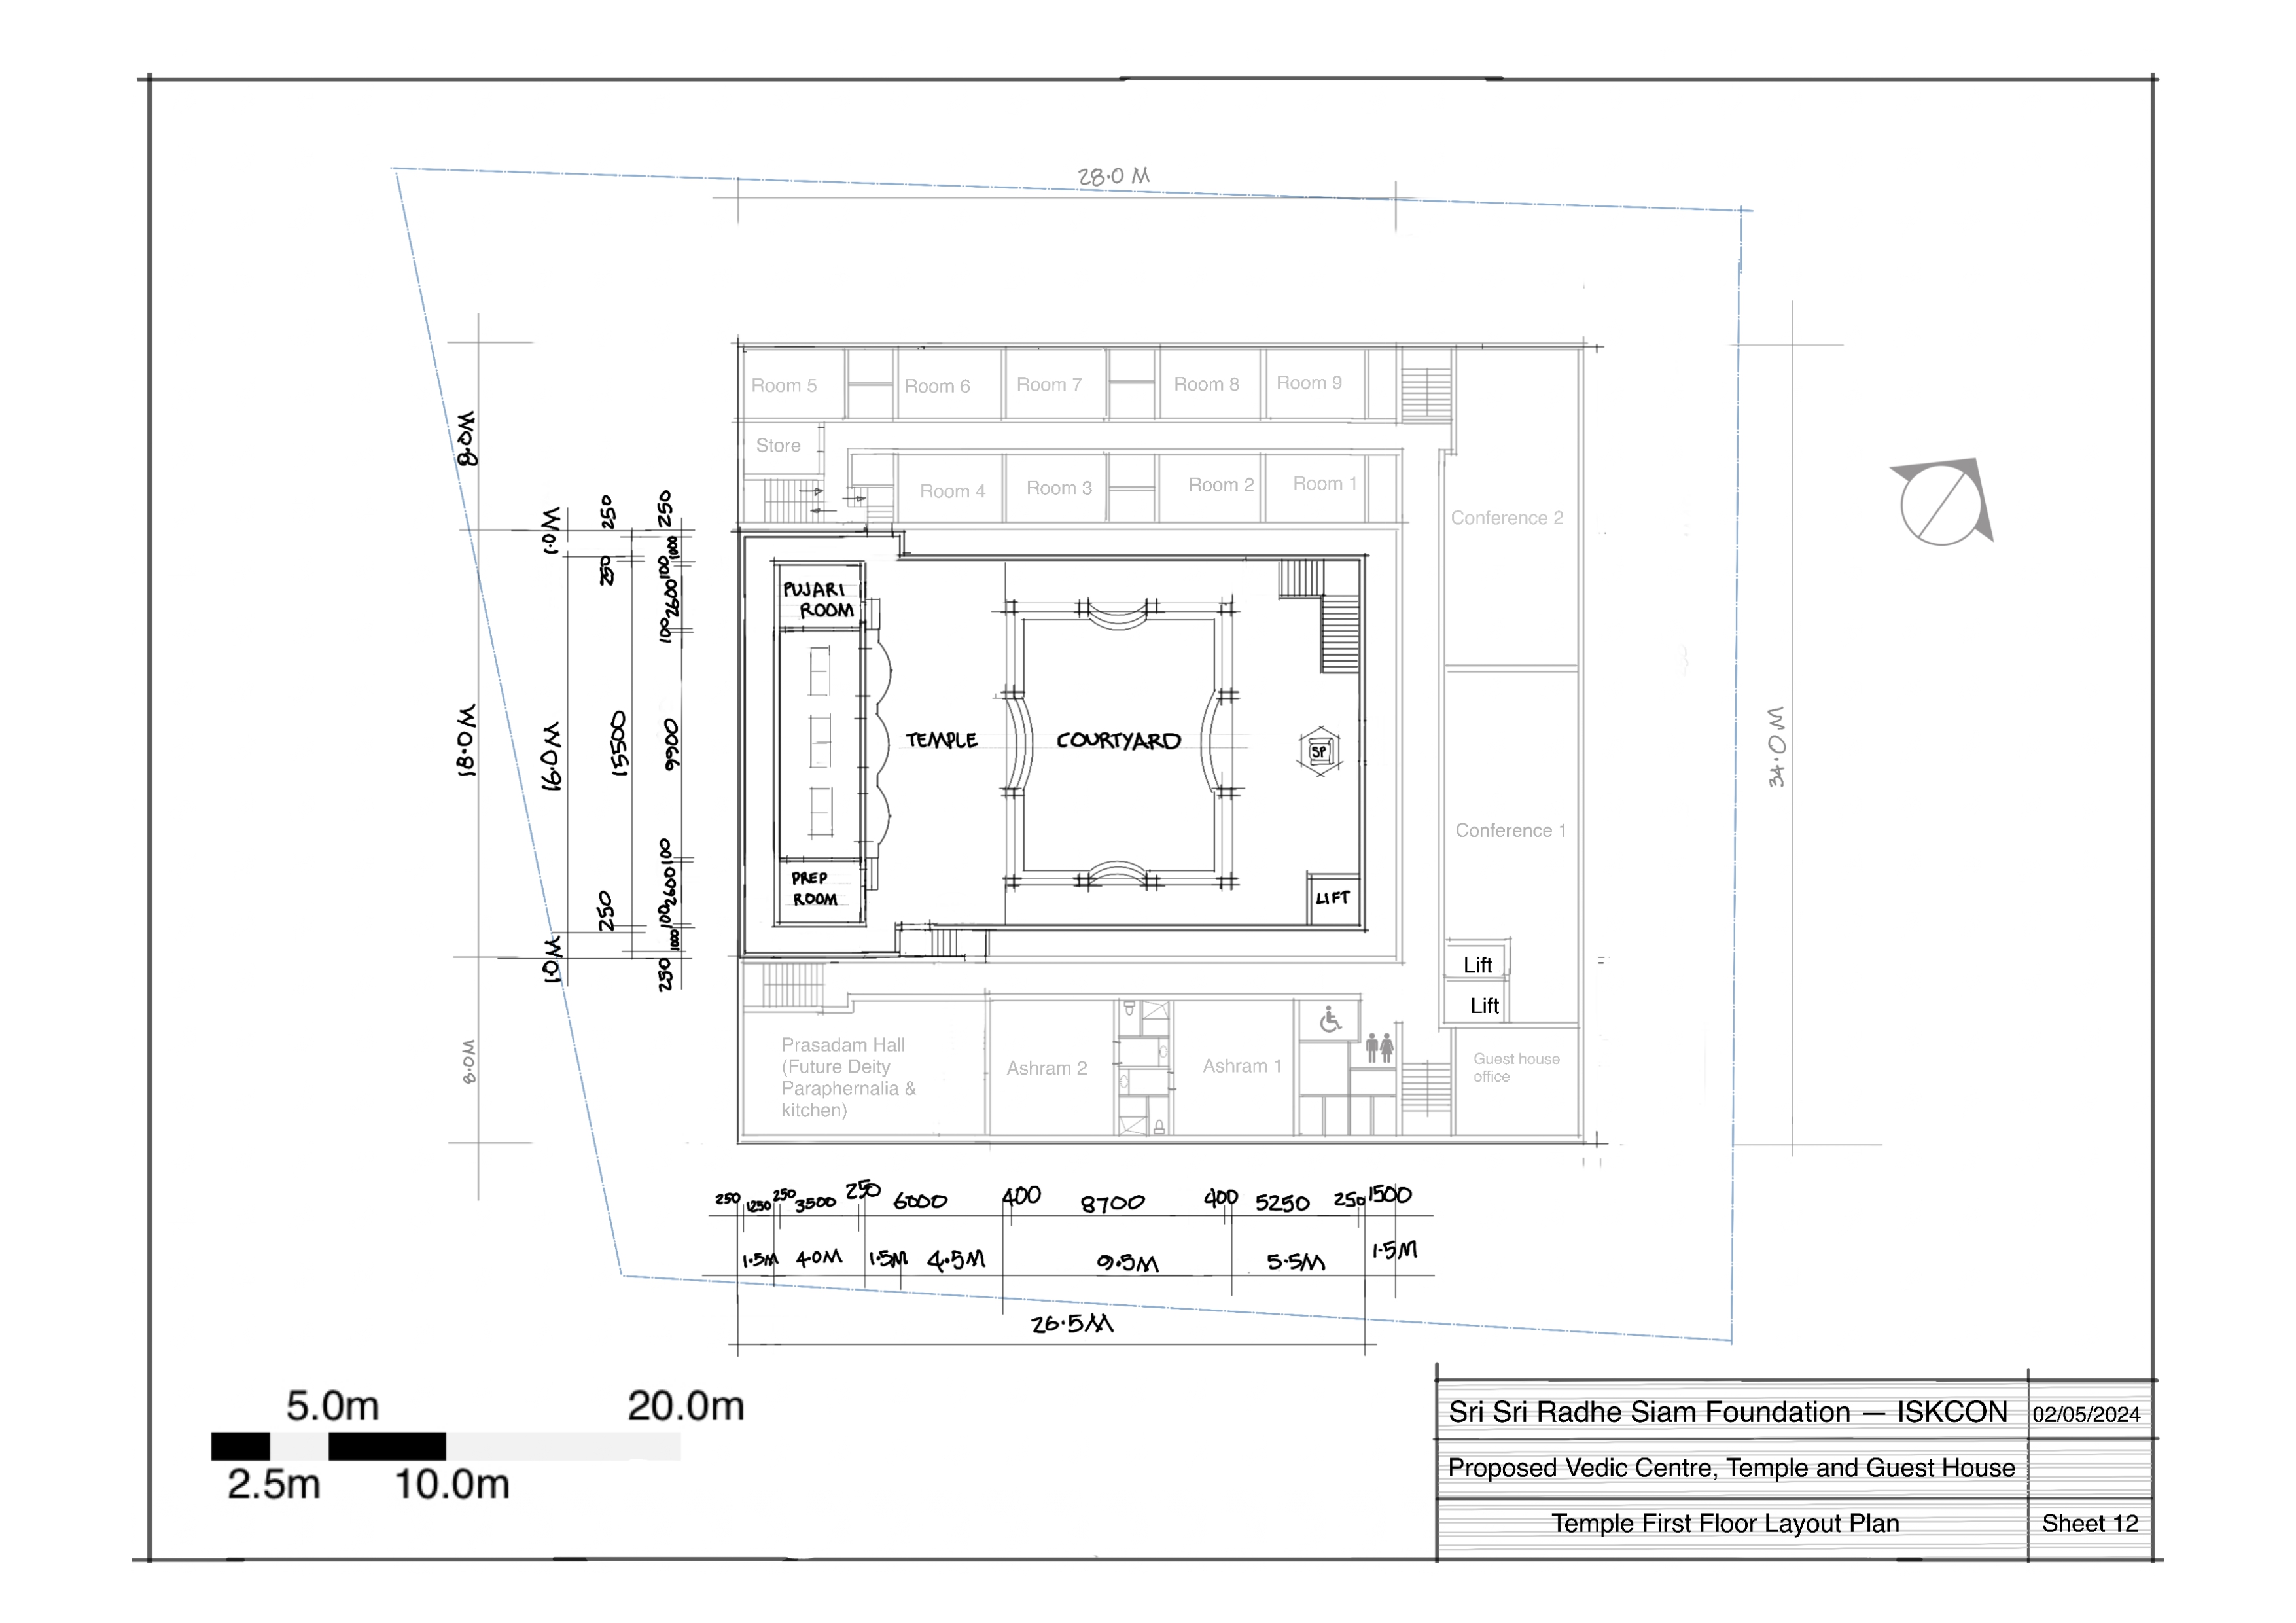 28.0 M
Room 5
Room 6
Room 7
Room 8
Room 9
8.0M
Store
Room 4
Room 3
Room 2
Room 1
Conference 2
1.0M
250
250
250
1000
100
2600
100
PUJARI
ROOM
18.0M
16.0M
15500
9900
TEMPLE
COURTYARD
SP
34.0M
Conference 1
100
2600
100
1000
250
250
1.0M
PREP
ROOM
LIFT
Lift
Lift
8.0M
Prasadam Hall
(Future Deity
Paraphernalia &
kitchen)
Ashram 2
Ashram 1
Guest house
office
250 1250 250 3500 250 6000 400 8700 400 5250 250 1500
1.5M 4.0M 1.5M 4.5M 9.5M 5.5M 1.5M
26.5M
5.0m 20.0m
2.5m 10.0m
Sri Sri Radhe Siam Foundation — ISKCON 02/05/2024
Proposed Vedic Centre, Temple and Guest House
Temple First Floor Layout Plan Sheet 12